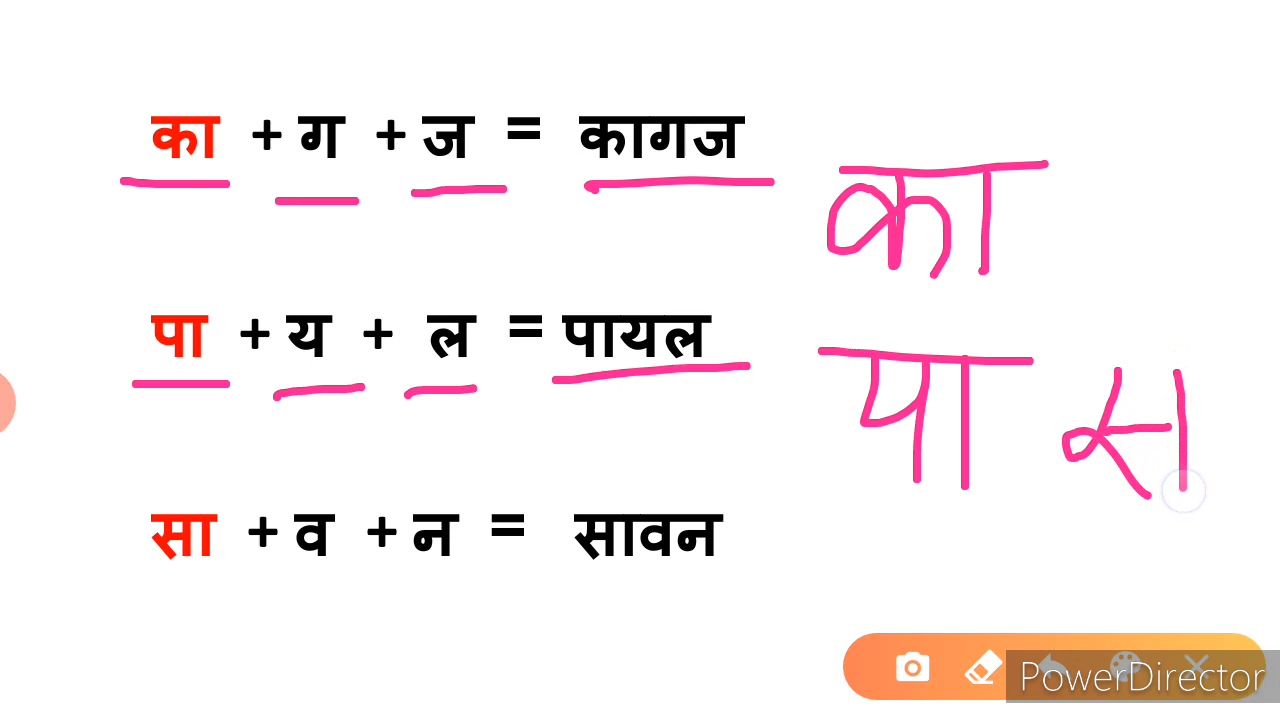 का + ग + ज = कागज
का
पा + य + ल = पायल
पा स
सा + व + न = सावन
PowerDirector